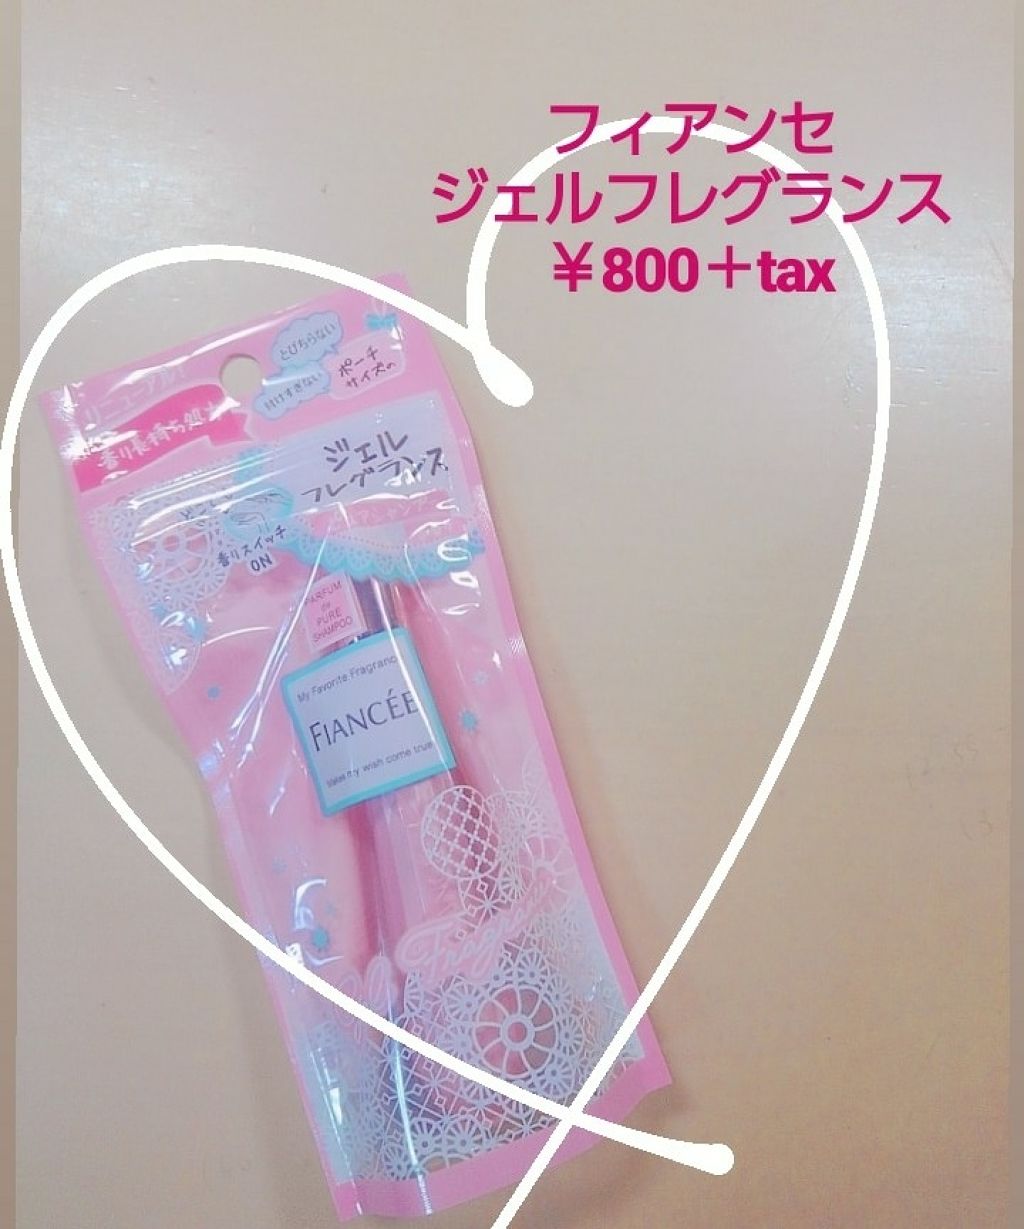 フィアンセ
ジェルフレグランス
￥800＋tax
とびちらない
付けすぎない
ポーチ
サイズの
リニューアル!
香り長持ち処方
ジェル
フレグランス
香りスイッチ
ON
PARFUM
de
PURE
SHAMPOO
My Favorite Fragranc
FIANCÉE
Makes my wish come true